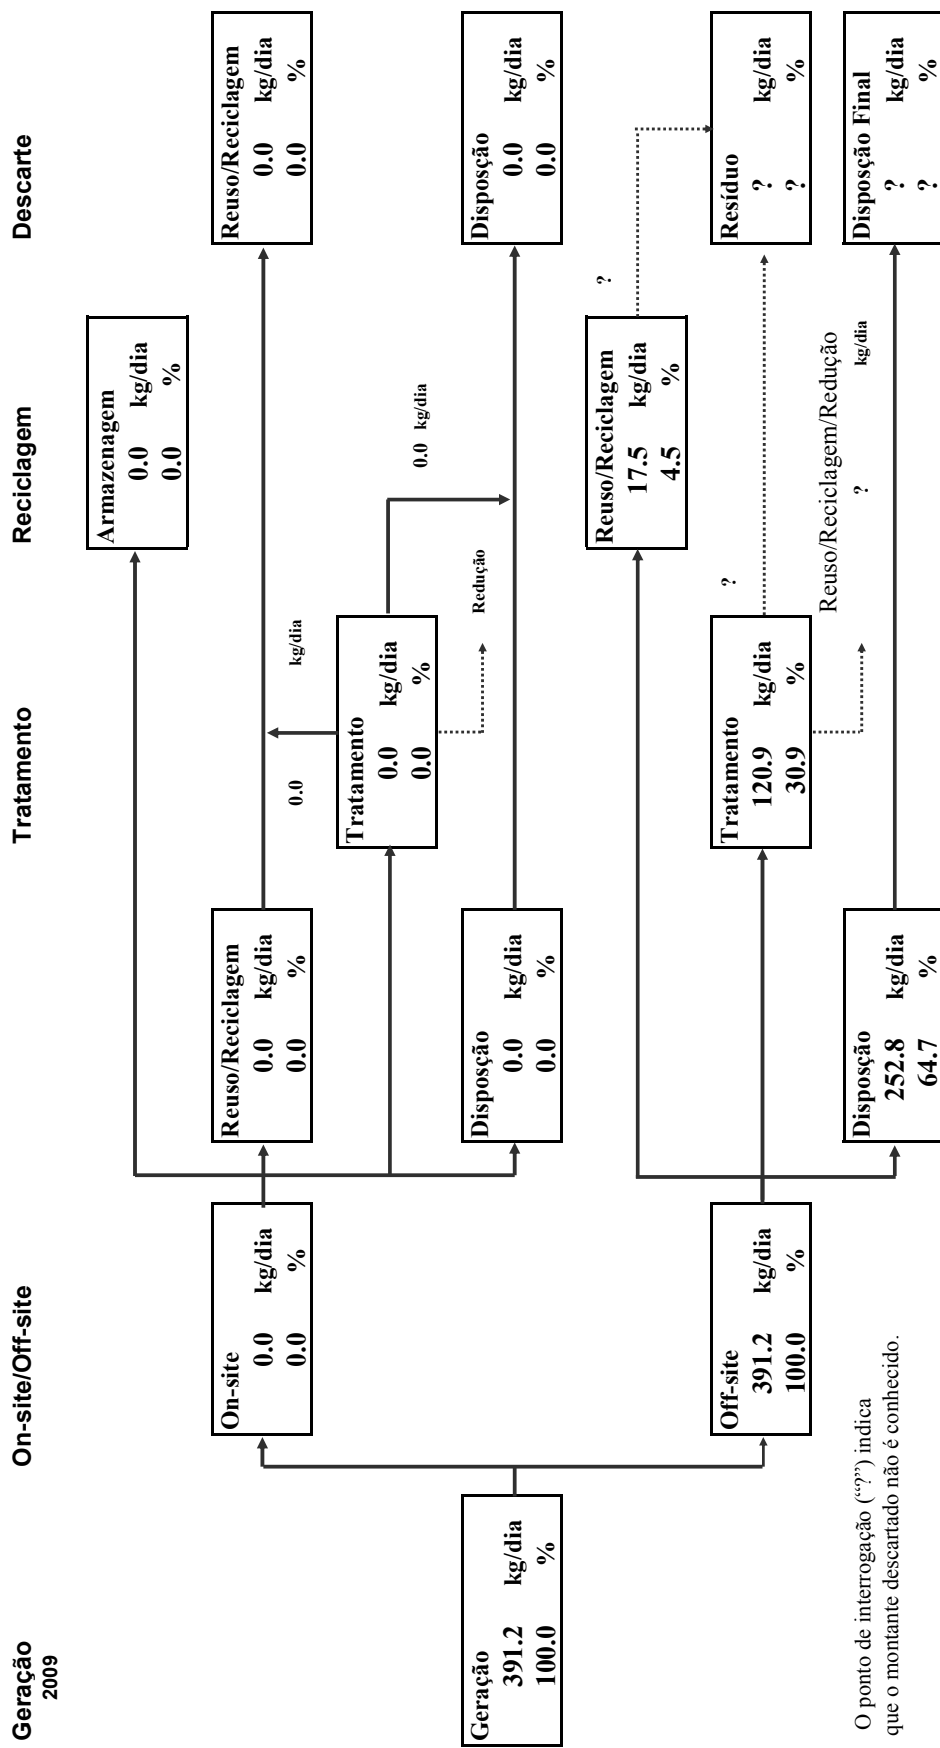 Geração
2009
On-site/Off-site
Tratamento
Reciclagem
Descarte
Armazenagem
0.0 kg/dia
0.0 %
On-site
0.0 kg/dia
0.0 %
Reuso/Reciclagem
0.0 kg/dia
0.0 %
Reuso/Reciclagem
0.0 kg/dia
0.0 %
0.0 kg/dia
Tratamento
0.0 kg/dia
0.0 %
0.0 kg/dia
Redução
Geração
391.2 kg/dia
100.0 %
Disposção
0.0 kg/dia
0.0 %
Disposção
0.0 kg/dia
0.0 %
Reuso/Reciclagem
17.5 kg/dia
4.5 %
?
Off-site
391.2 kg/dia
100.0 %
Tratamento
120.9 kg/dia
30.9 %
?
Resíduo
? kg/dia
? %
Reuso/Reciclagem/Redução
? kg/dia
Disposção
252.8 kg/dia
64.7 %
Disposção Final
? kg/dia
? %
O ponto de interrogação (“?”) indica
que o montante descartado não é conhecido.